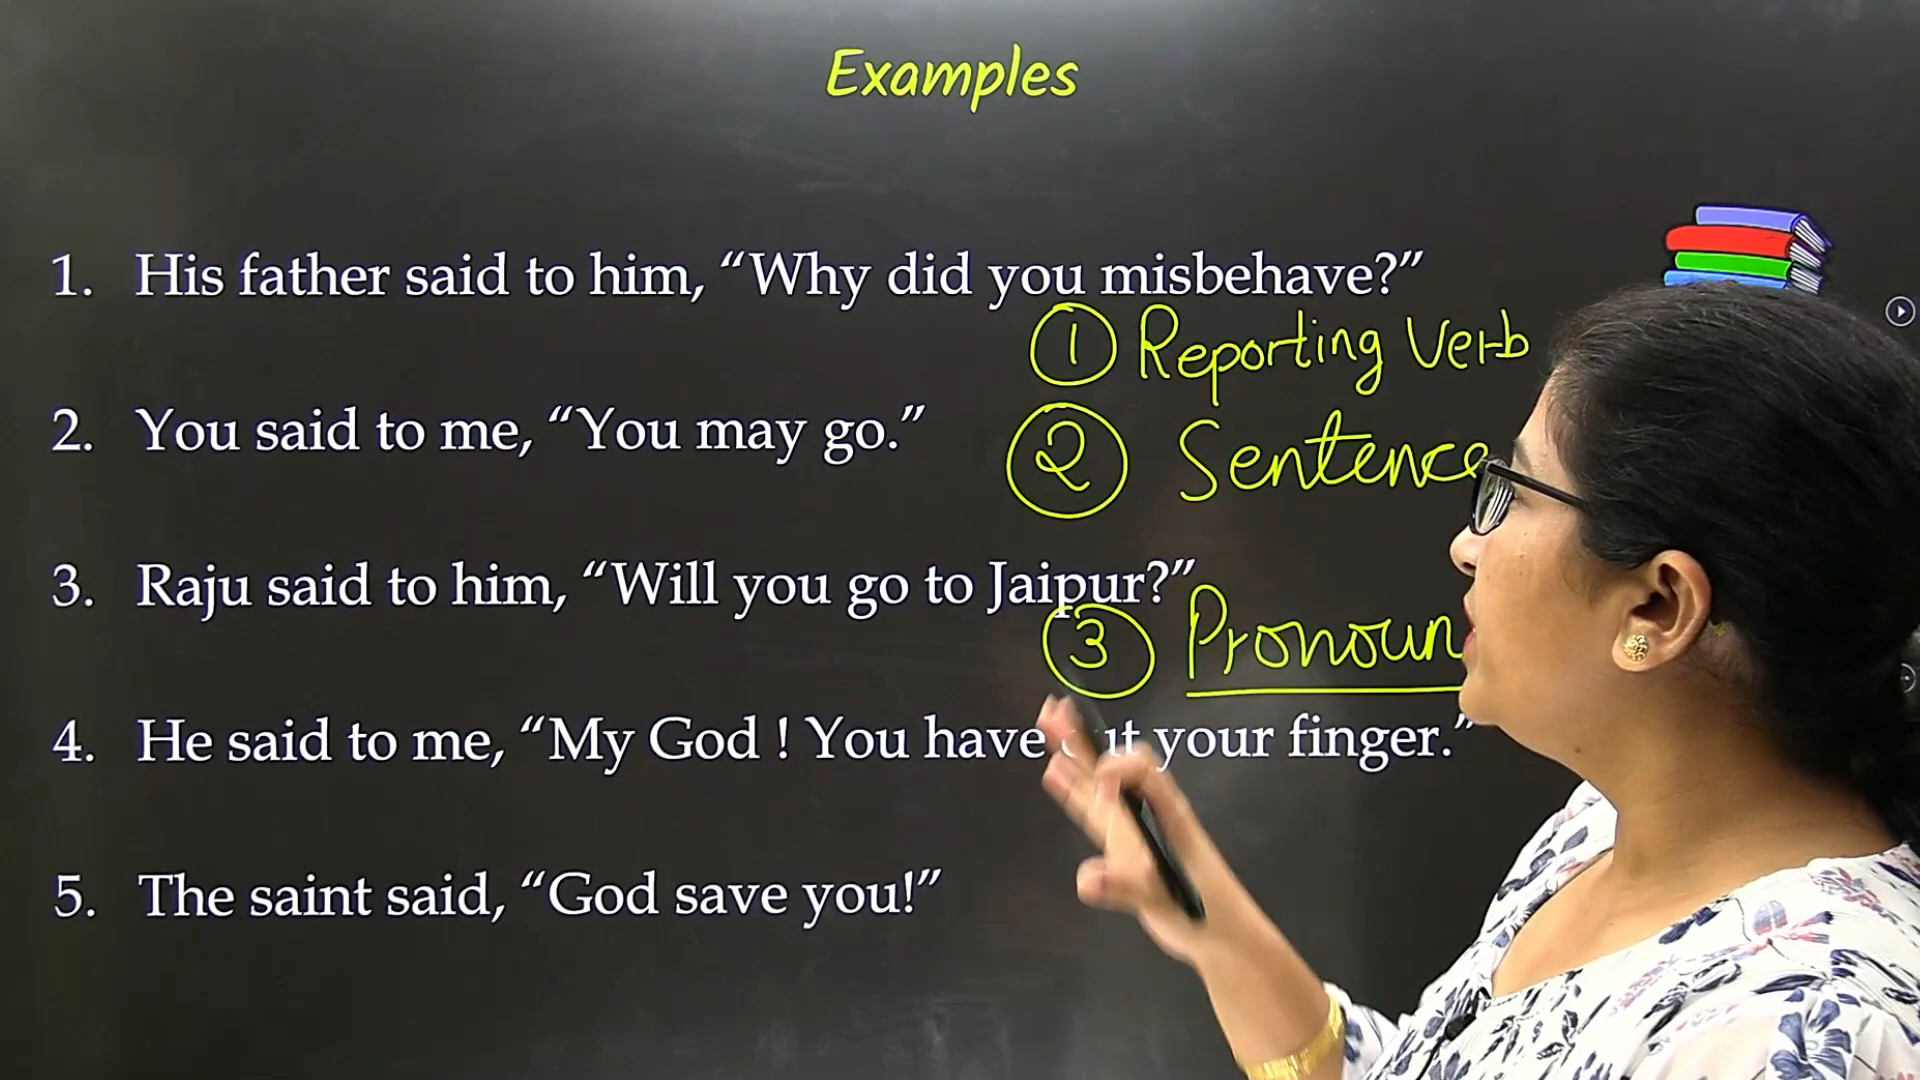 Examples
1. His father said to him, “Why did you misbehave?”
① Reporting Verb
2. You said to me, “You may go.”
② Sentence
3. Raju said to him, “Will you go to Jaipur?”
③ Pronoun
4. He said to me, “My God ! You have your finger.”
5. The saint said, “God save you!”